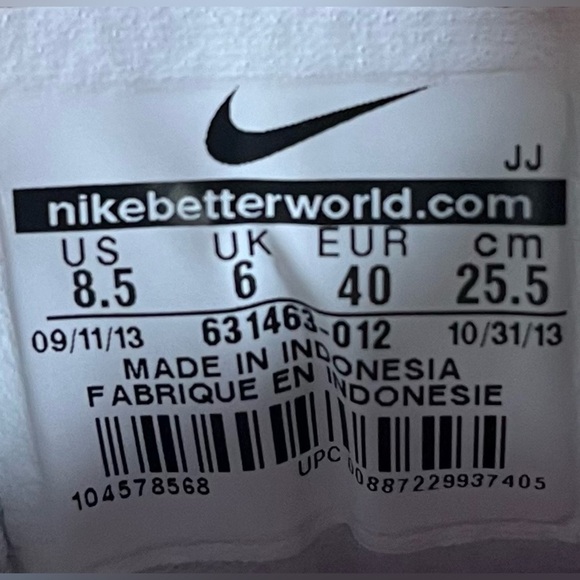 JJ
nikebetterworld.com
US UK EUR cm
8.5 6 40 25.5
09/11/13 631463-012 10/31/13
MADE IN INDONESIA
FABRIQUE EN INDONESIE
104578568 UPC 00887229937405